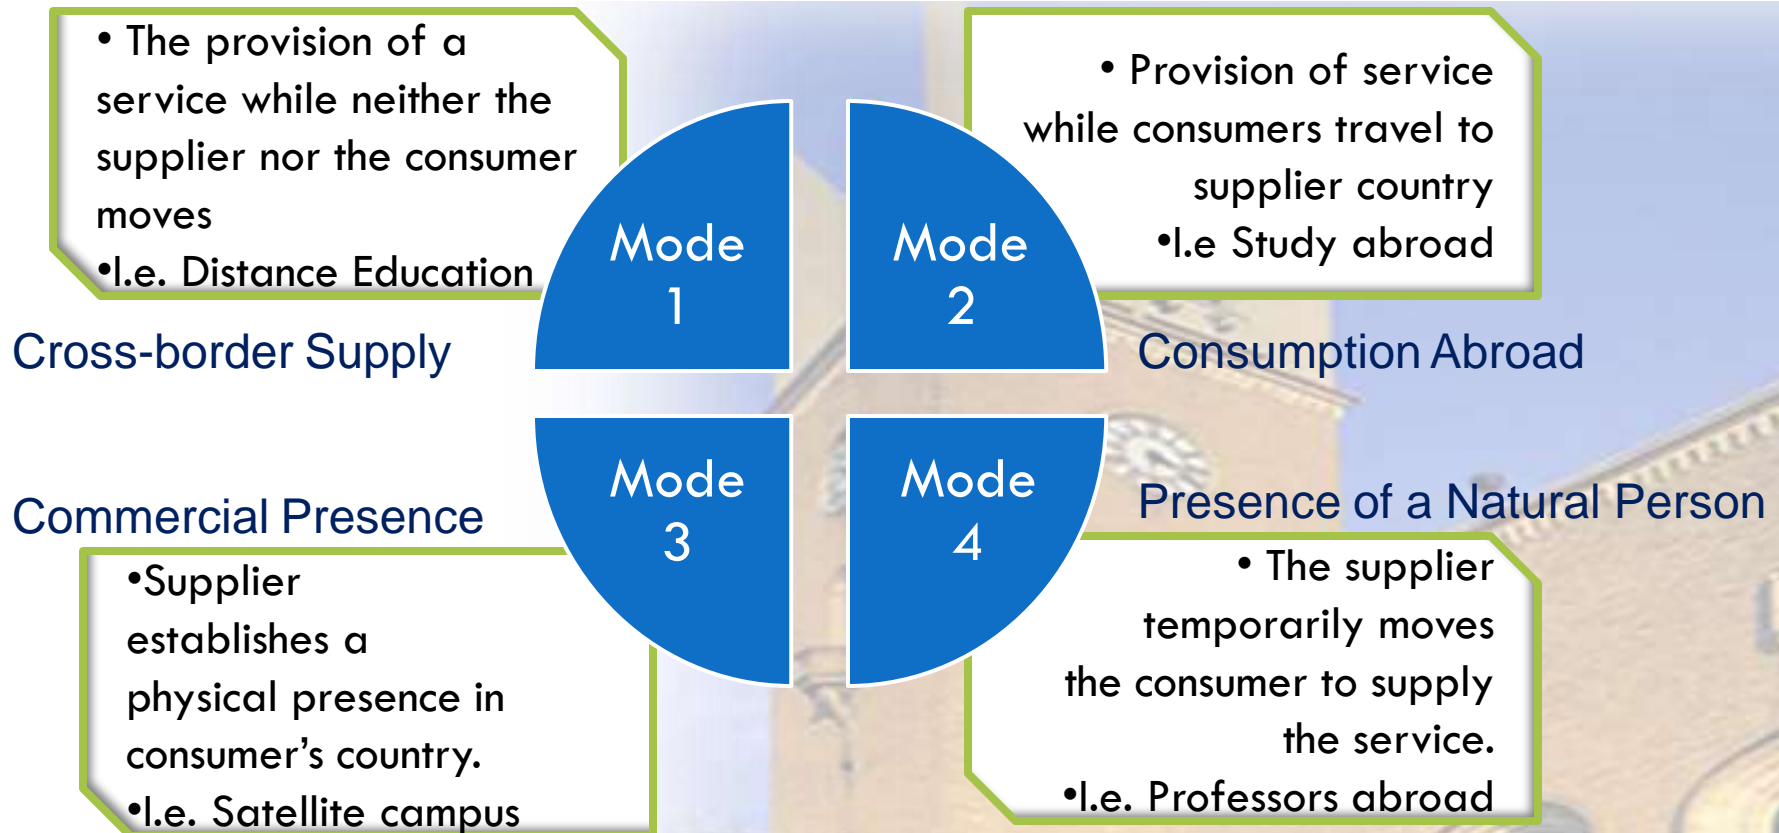 • The provision of a
service while neither the
supplier nor the consumer
moves
•I.e. Distance Education
Mode
1
Cross-border Supply
• Provision of service
while consumers travel to
supplier country
•I.e Study abroad
Mode
2
Consumption Abroad
Commercial Presence
Mode
3
•Supplier
establishes a
physical presence in
consumer’s country.
•I.e. Satellite campus
Presence of a Natural Person
Mode
4
• The supplier
temporarily moves
the consumer to supply
the service.
•I.e. Professors abroad